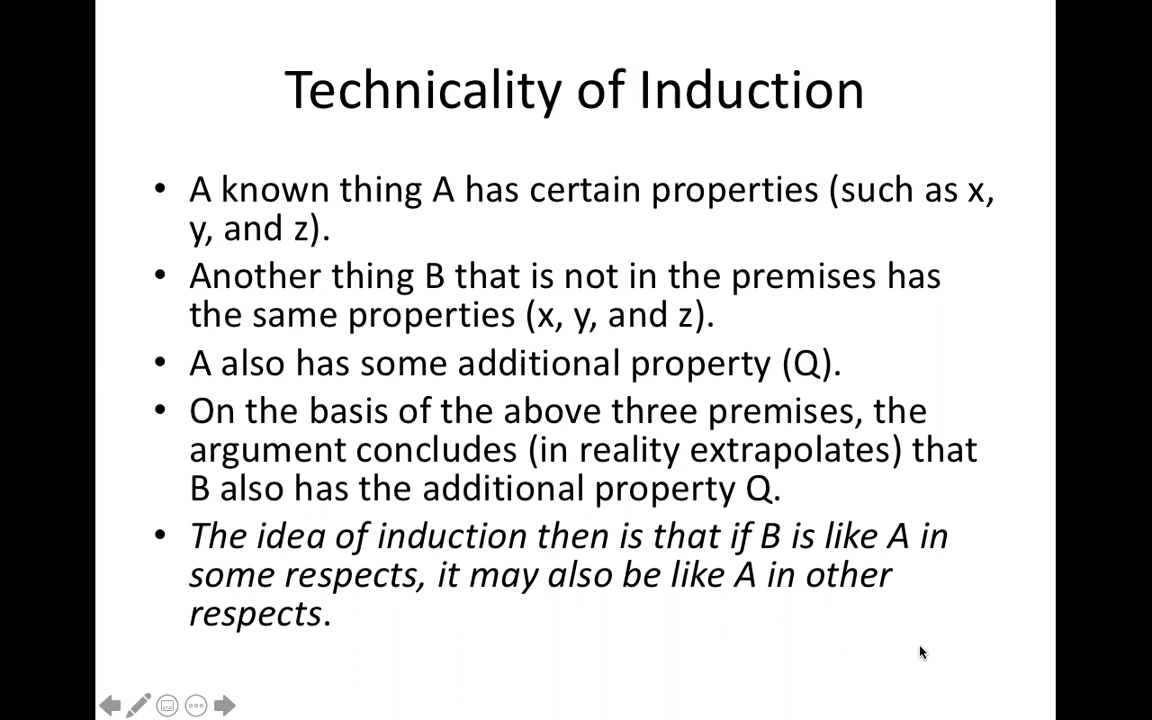 Technicality of Induction
• A known thing A has certain properties (such as x,
y, and z).
• Another thing B that is not in the premises has
the same properties (x, y, and z).
• A also has some additional property (Q).
• On the basis of the above three premises, the
argument concludes (in reality extrapolates) that
B also has the additional property Q.
• The idea of induction then is that if B is like A in
some respects, it may also be like A in other
respects.